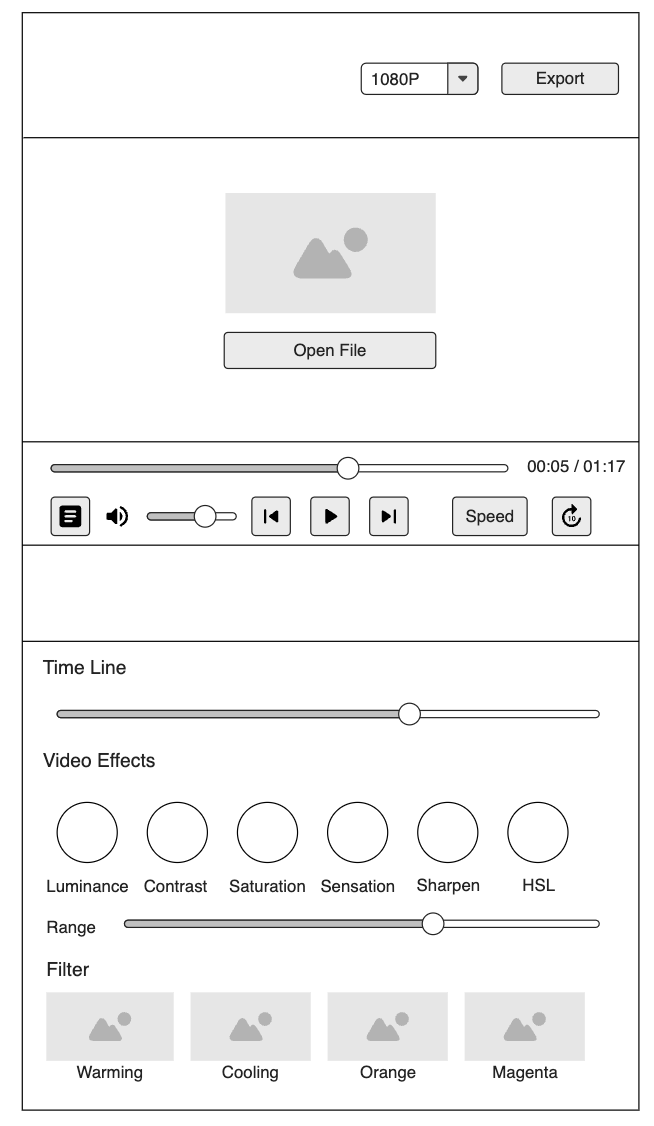 1080P
Export
Open File
00:05 / 01:17
Speed
10
Time Line
Video Effects
Luminance Contrast Saturation Sensation Sharpen HSL
Range
Filter
Warming Cooling Orange Magenta